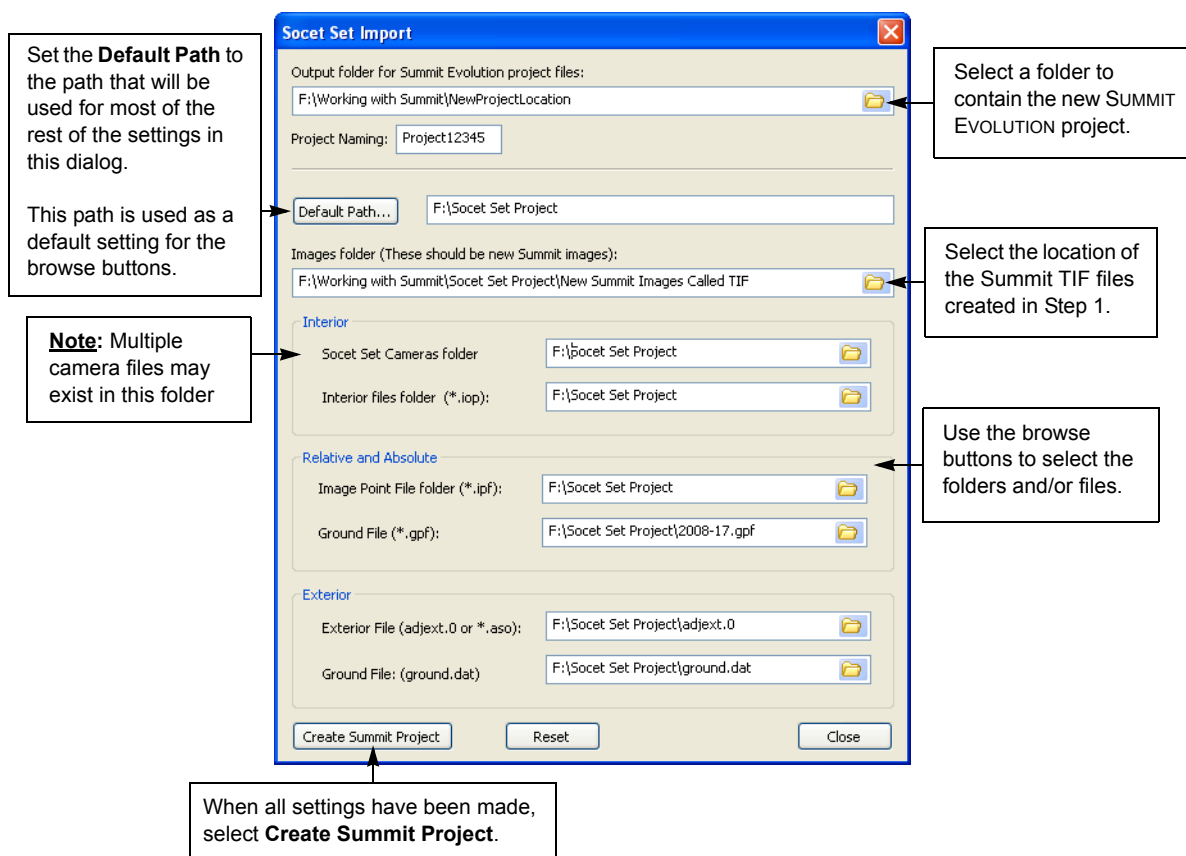 Socet Set Import
Set the Default Path to
the path that will be
used for most of the
rest of the settings in
this dialog.
This path is used as a
default setting for the
browse buttons.
Output folder for Summit Evolution project files:
F:\Working with Summit\NewProjectLocation
Select a folder to
contain the new SUMMIT
EVOLUTION project.
Project Naming: Project12345
Default Path... F:\Socet Set Project
Images folder (These should be new Summit images):
F:\Working with Summit\Socet Set Project\New Summit Images Called TIF
Select the location of
the Summit TIF files
created in Step 1.
Note: Multiple
camera files may
exist in this folder
Interior
Socet Set Cameras folder F:\Socet Set Project
Interior files folder (*.iop): F:\Socet Set Project
Use the browse
buttons to select the
folders and/or files.
Relative and Absolute
Image Point File folder (*.ipf): F:\Socet Set Project
Ground File (*.gpf): F:\Socet Set Project\2008-17.gpf
Exterior
Exterior File (adjext.0 or *.aso): F:\Socet Set Project\adjext.0
Ground File: (ground.dat) F:\Socet Set Project\ground.dat
Create Summit Project Reset Close
When all settings have been made,
select Create Summit Project.